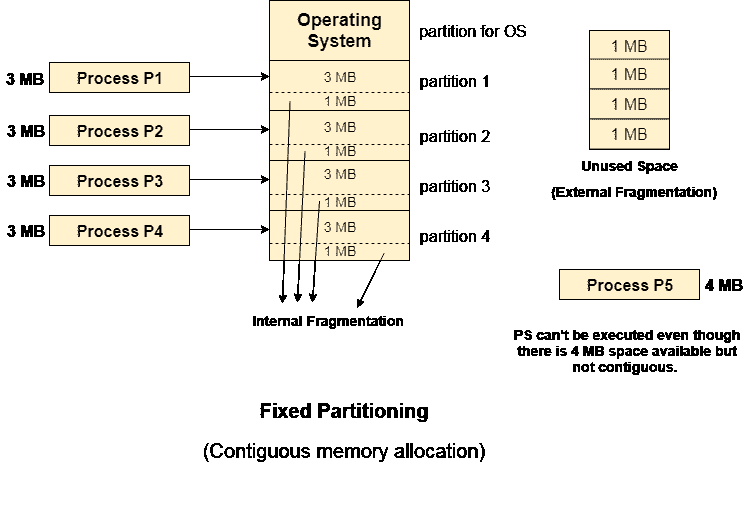 Operating
System
partition for OS
3 MB
Process P1
3 MB
1 MB
partition 1
3 MB
Process P2
3 MB
1 MB
partition 2
3 MB
Process P3
3 MB
1 MB
partition 3
3 MB
Process P4
3 MB
1 MB
partition 4
Internal Fragmentation
1 MB
1 MB
1 MB
1 MB
Unused Space
(External Fragmentation)
Process P5
4 MB
PS can't be executed even though
there is 4 MB space available but
not contiguous.
Fixed Partitioning
(Contiguous memory allocation)